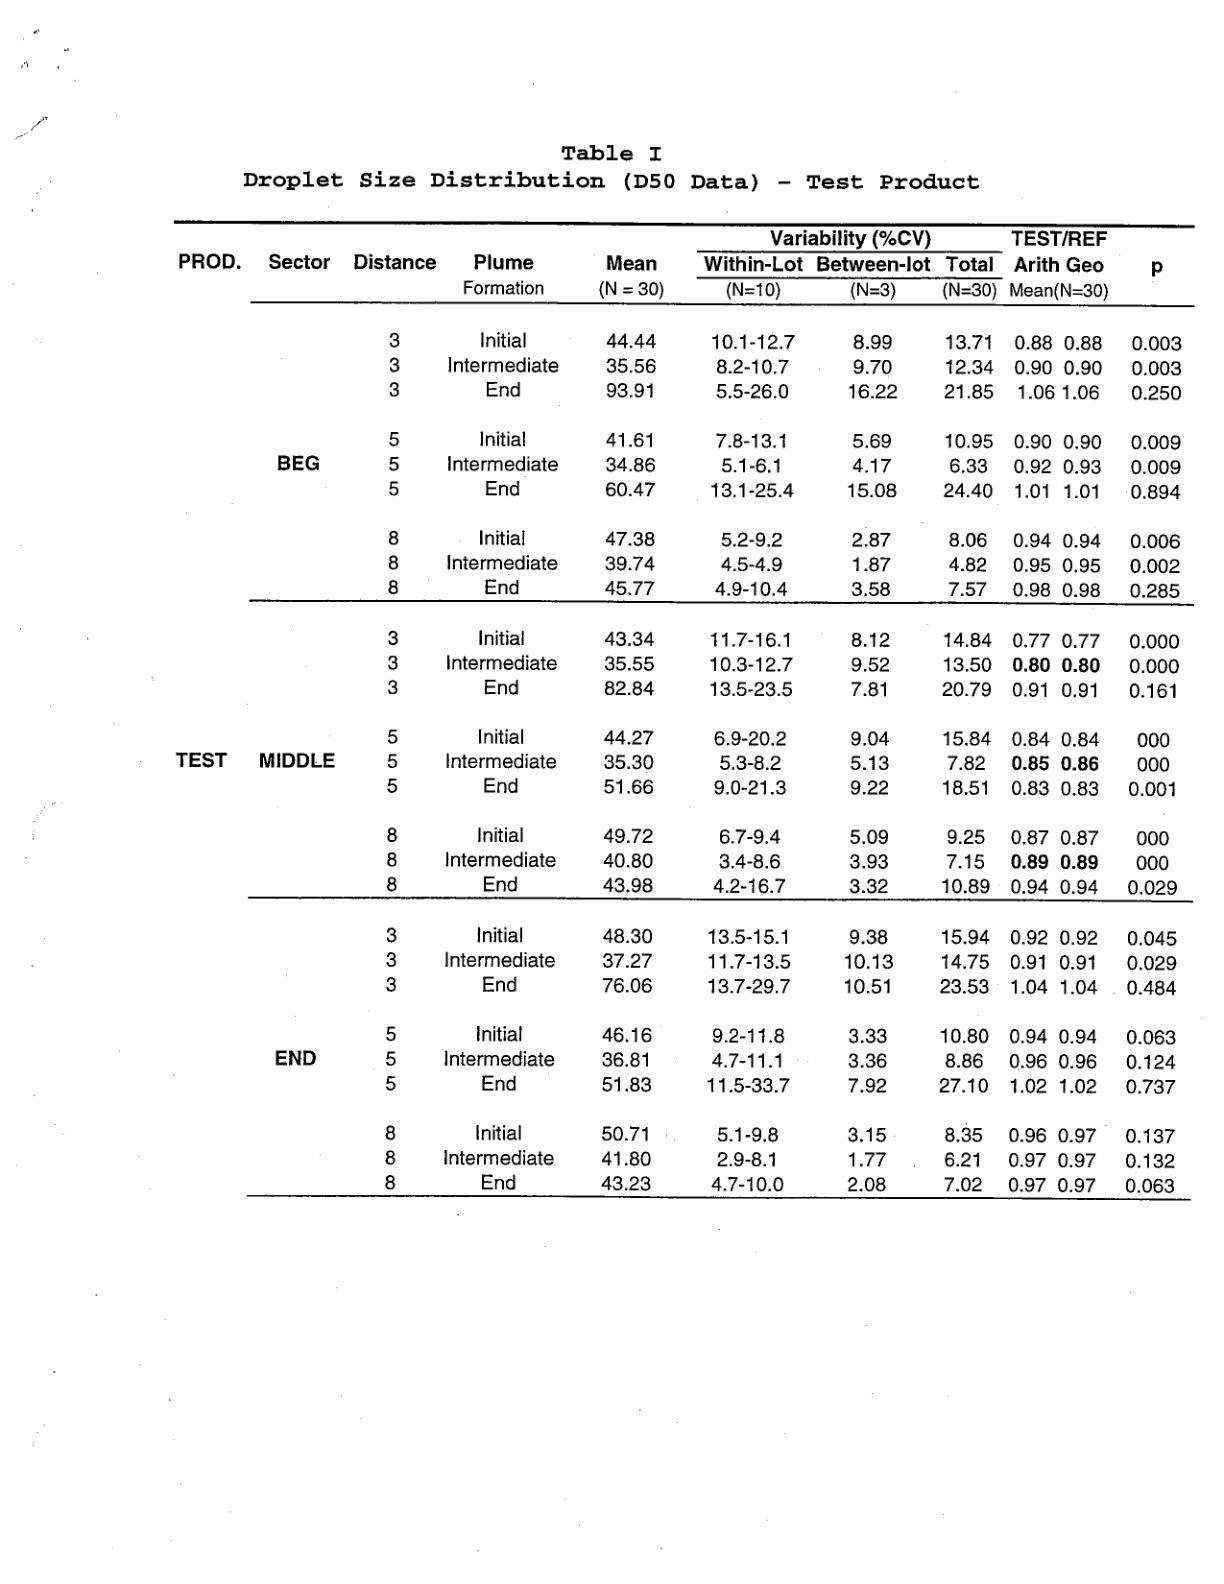 Table I
Droplet Size Distribution (D50 Data) - Test Product
Variability (%CV) TEST/REF
PROD. Sector Distance Plume Mean Within-Lot Between-lot Total Arith Geo p
Formation (N = 30) (N=10) (N=3) (N=30) Mean(N=30)
3 Initial 44.44 10.1-12.7 8.99 13.71 0.88 0.88 0.003
3 Intermediate 35.56 8.2-10.7 9.70 12.34 0.90 0.90 0.003
3 End 93.91 5.5-26.0 16.22 21.85 1.06 1.06 0.250
5 Initial 41.61 7.8-13.1 5.69 10.95 0.90 0.90 0.009
BEG 5 Intermediate 34.86 5.1-6.1 4.17 6.33 0.92 0.93 0.009
5 End 60.47 13.1-25.4 15.08 24.40 1.01 1.01 0.894
8 Initial 47.38 5.2-9.2 2.87 8.06 0.94 0.94 0.006
8 Intermediate 39.74 4.5-4.9 1.87 4.82 0.95 0.95 0.002
8 End 45.77 4.9-10.4 3.58 7.57 0.98 0.98 0.285
3 Initial 43.34 11.7-16.1 8.12 14.84 0.77 0.77 0.000
3 Intermediate 35.55 10.3-12.7 9.52 13.50 0.80 0.80 0.000
3 End 82.84 13.5-23.5 7.81 20.79 0.91 0.91 0.161
5 Initial 44.27 6.9-20.2 9.04 15.84 0.84 0.84 000
TEST MIDDLE 5 Intermediate 35.30 5.3-8.2 5.13 7.82 0.85 0.86 000
5 End 51.66 9.0-21.3 9.22 18.51 0.83 0.83 0.001
8 Initial 49.72 6.7-9.4 5.09 9.25 0.87 0.87 000
8 Intermediate 40.80 3.4-8.6 3.93 7.15 0.89 0.89 000
8 End 43.98 4.2-16.7 3.32 10.89 0.94 0.94 0.029
3 Initial 48.30 13.5-15.1 9.38 15.94 0.92 0.92 0.045
3 Intermediate 37.27 11.7-13.5 10.13 14.75 0.91 0.91 0.029
3 End 76.06 13.7-29.7 10.51 23.53 1.04 1.04 0.484
5 Initial 46.16 9.2-11.8 3.33 10.80 0.94 0.94 0.063
END 5 Intermediate 36.81 4.7-11.1 3.36 8.86 0.96 0.96 0.124
5 End 51.83 11.5-33.7 7.92 27.10 1.02 1.02 0.737
8 Initial 50.71 5.1-9.8 3.15 8.35 0.96 0.97 0.137
8 Intermediate 41.80 2.9-8.1 1.77 6.21 0.97 0.97 0.132
8 End 43.23 4.7-10.0 2.08 7.02 0.97 0.97 0.063